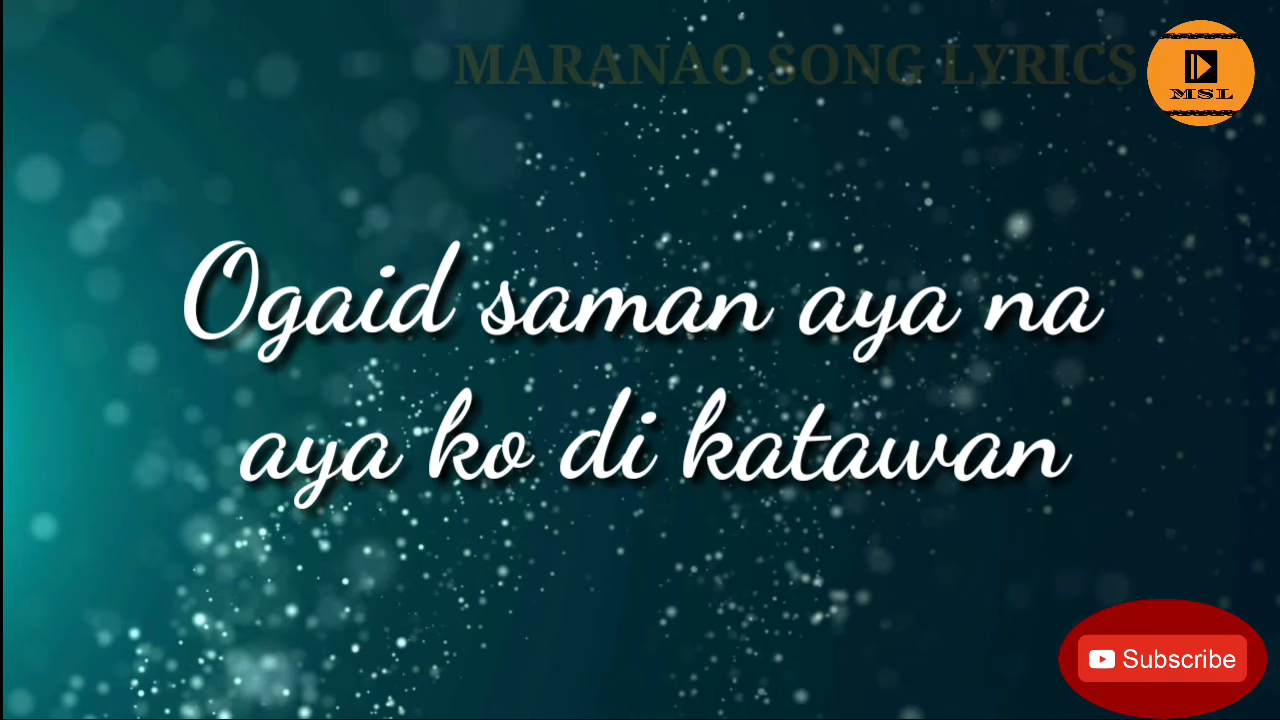 MARANAO SONG LYRICS
MSL
Ogaid saman aya na
aya ko di katawan
Subscribe